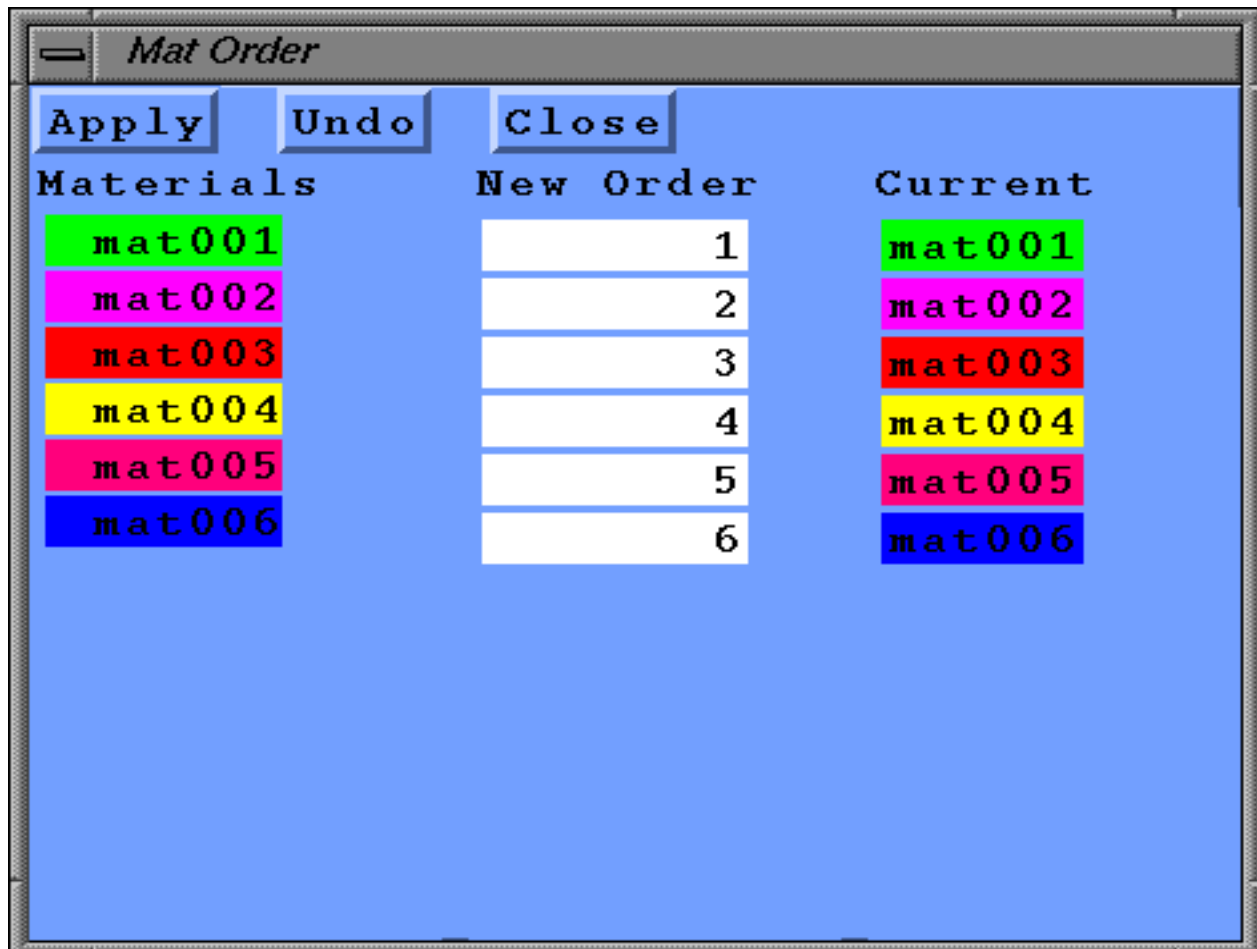 Mat Order
Apply Undo Close
Materials New Order Current
mat001 1 mat001
mat002 2 mat002
mat003 3 mat003
mat004 4 mat004
mat005 5 mat005
mat006 6 mat006